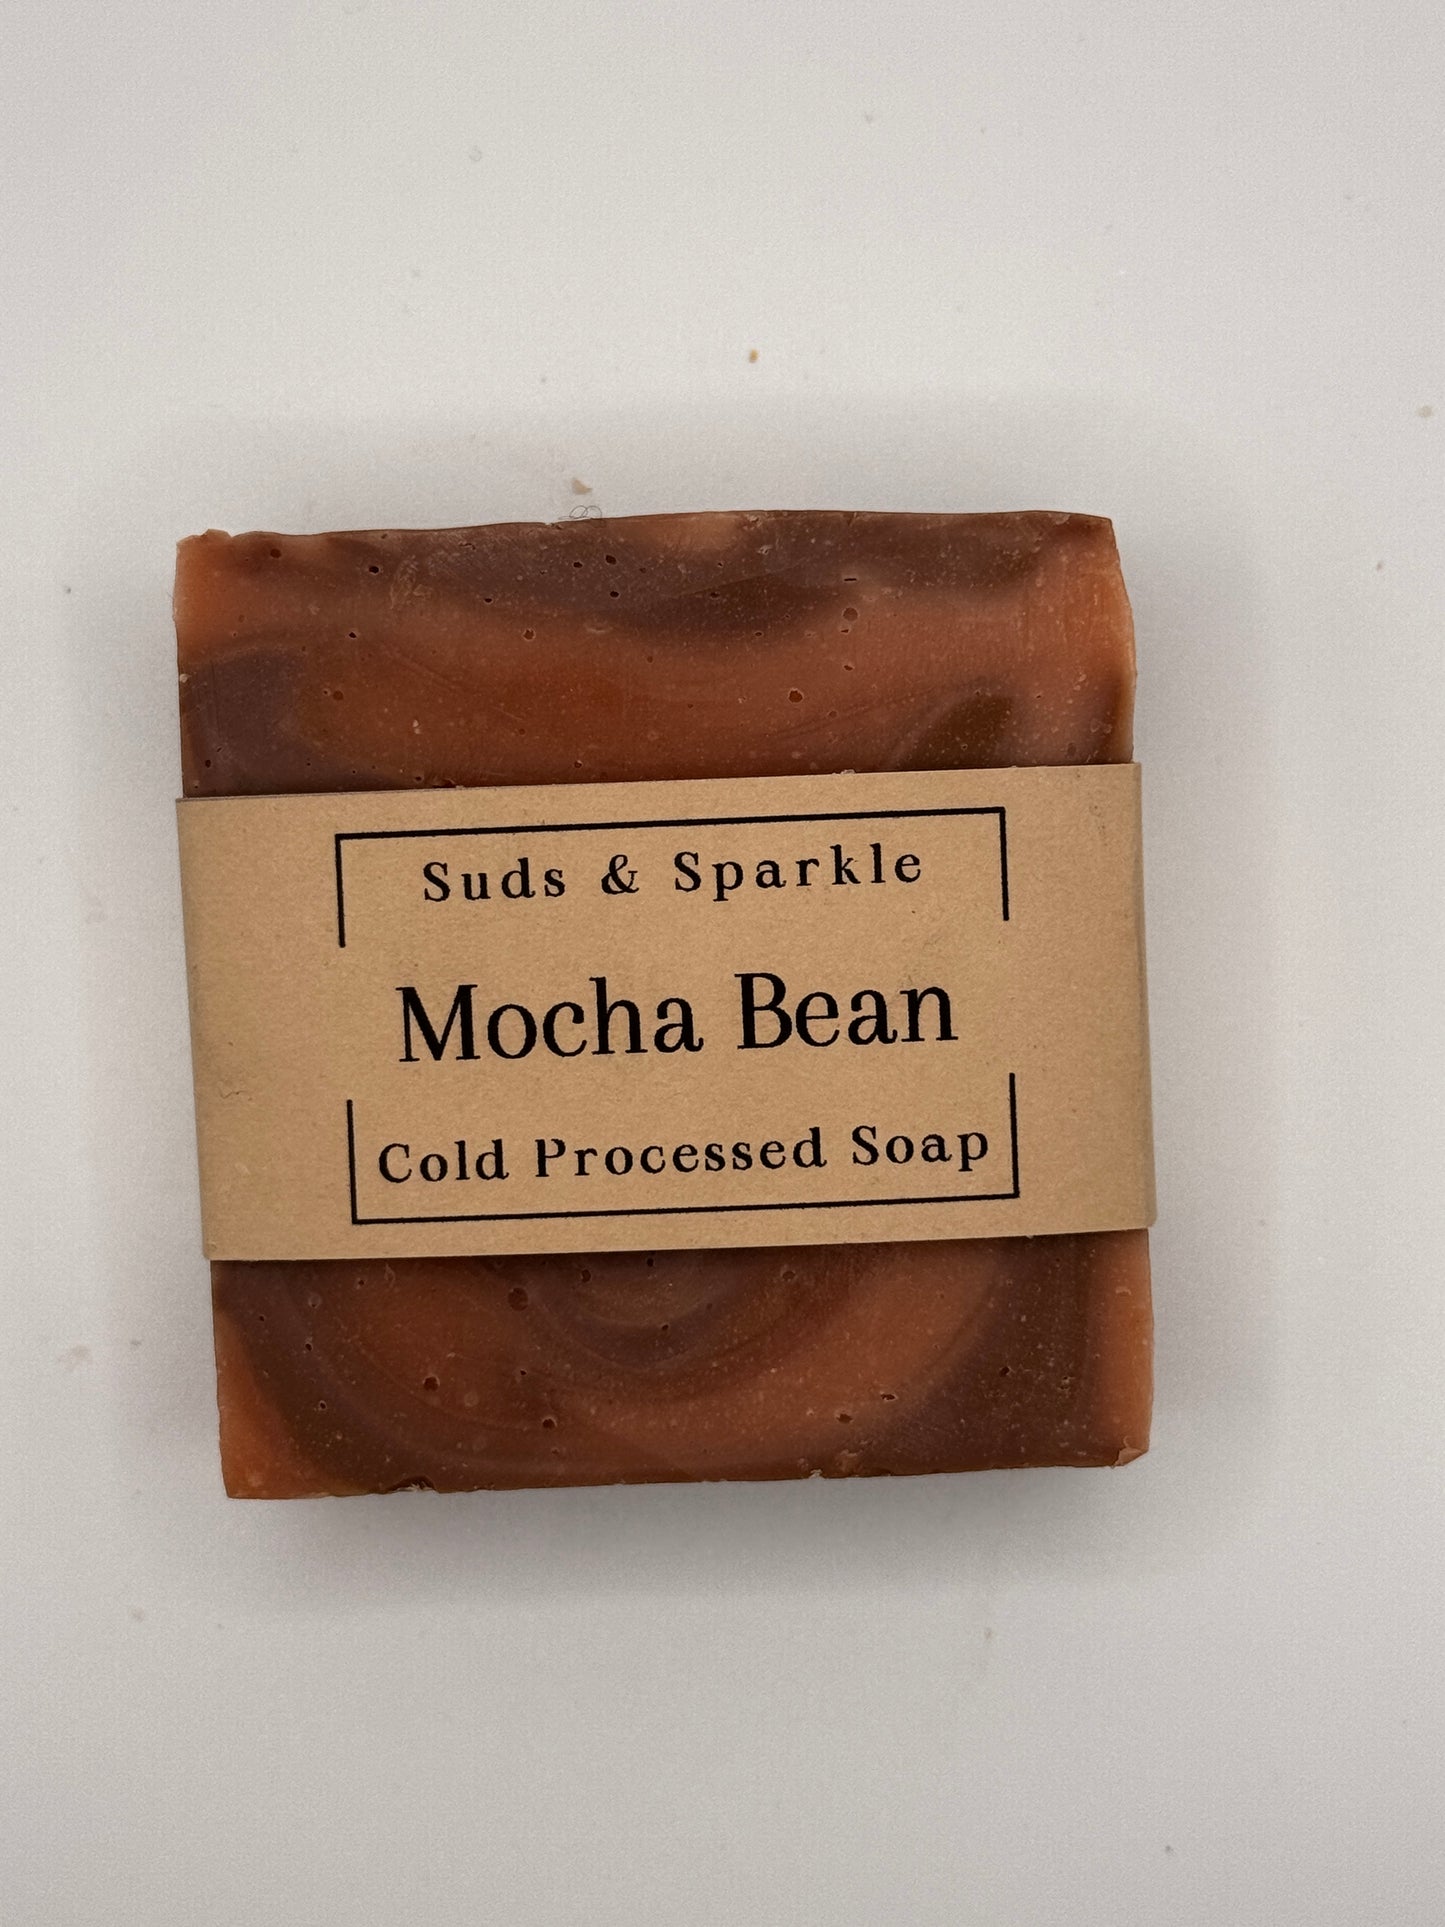 Suds & Sparkle
Mocha Bean
Cold Processed Soap